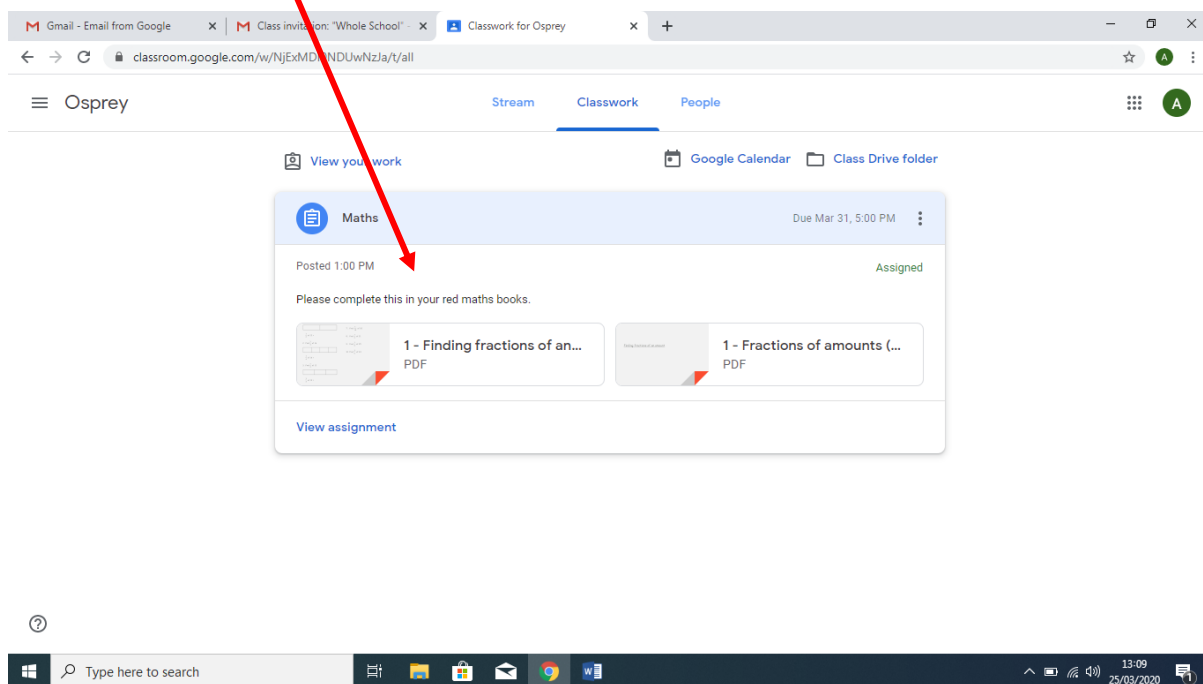 Gmail - Email from Google
Class invitation: "Whole School" -
Classwork for Osprey
classroom.google.com/w/ NDUwNzJa/t/all
Osprey
Stream Classwork People
A
View your work
Google Calendar Class Drive folder
Maths Due Mar 31, 5:00 PM
Posted 1:00 PM Assigned
Please complete this in your red maths books.
1 - Finding fractions of an...
PDF
1 - Fractions of amounts (...
PDF
View assignment
Type here to search
13:09
25/03/2020